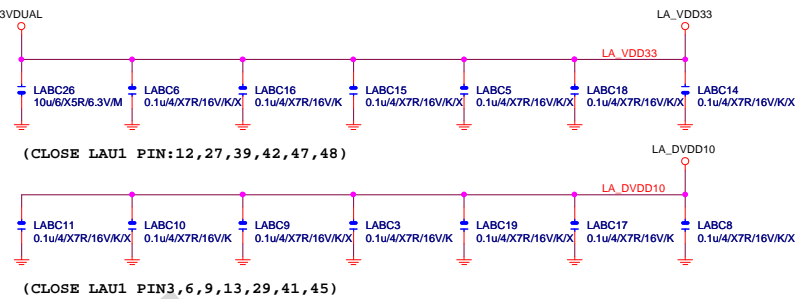 3VDUAL
LA_VDD33
LA_VDD33
LABC26
10u/6/X5R/6.3V/M
LABC6
0.1u/4/X7R/16V/K/X
LABC16
0.1u/4/X7R/16V/K
LABC15
0.1u/4/X7R/16V/K/X
LABC5
0.1u/4/X7R/16V/K/X
LABC18
0.1u/4/X7R/16V/K/X
LABC14
0.1u/4/X7R/16V/K/X
(CLOSE LAU1 PIN:12,27,39,42,47,48)
LA_DVDD10
LA_DVDD10
LABC11
0.1u/4/X7R/16V/K/X
LABC10
0.1u/4/X7R/16V/K
LABC9
0.1u/4/X7R/16V/K/X
LABC3
0.1u/4/X7R/16V/K
LABC19
0.1u/4/X7R/16V/K/X
LABC17
0.1u/4/X7R/16V/K
LABC8
0.1u/4/X7R/16V/K/X
(CLOSE LAU1 PIN3,6,9,13,29,41,45)